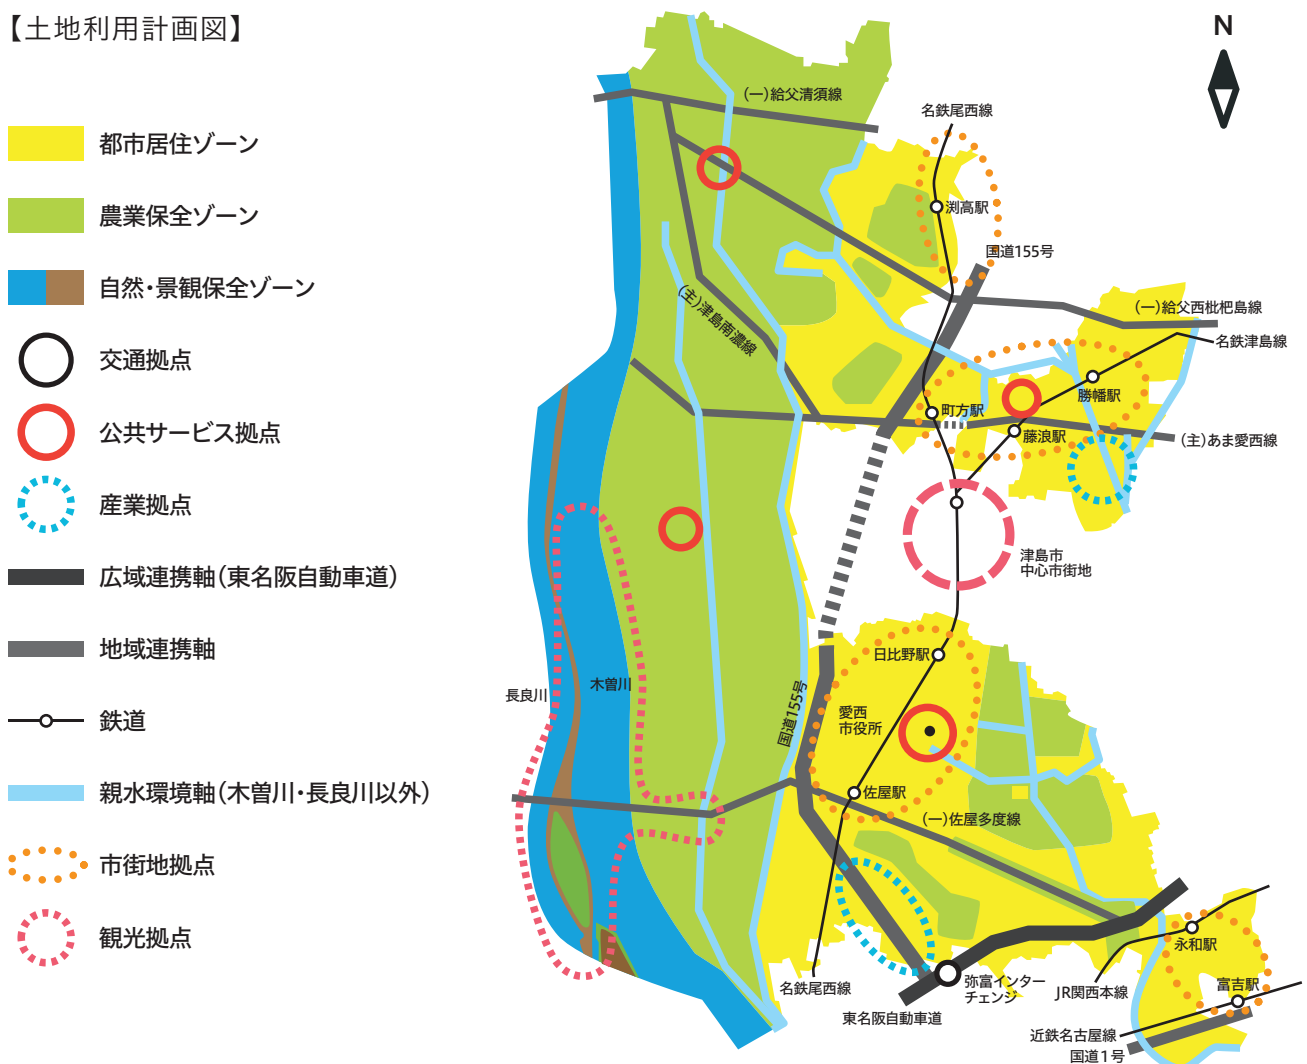 【土地利用計画図】
都市居住ゾーン
農業保全ゾーン
自然・景観保全ゾーン
交通拠点
公共サービス拠点
産業拠点
広域連携軸（東名阪自動車道）
地域連携軸
鉄道
親水環境軸（木曽川・長良川以外）
市街地拠点
観光拠点
N
（一）給父清須線
名鉄尾西線
渕高駅
国道155号
（一）給父西枇杷島線
名鉄津島線
（主）津島南濃線
勝幡駅
町方駅
藤浪駅
（主）あま愛西線
津島市
中心市街地
日比野駅
木曽川
長良川
国道155号
愛西
市役所
佐屋駅
（一）佐屋多度線
永和駅
弥富インター
チェンジ
JR関西本線
名鉄尾西線
富吉駅
東名阪自動車道
近鉄名古屋線
国道1号